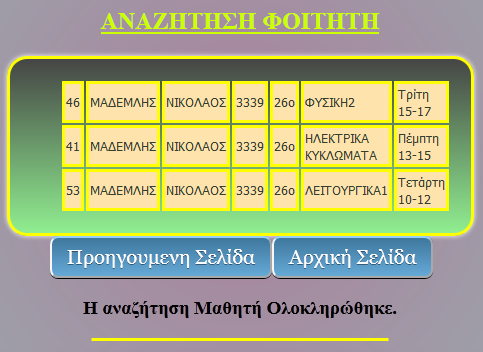 ΑΝΑΖΗΤΗΣΗ ΦΟΙΤΗΤΗ
46 ΜΑΔΕΜΛΗΣ ΝΙΚΟΛΑΟΣ 3339 26ο ΦΥΣΙΚΗ2 Τρίτη
15-17
41 ΜΑΔΕΜΛΗΣ ΝΙΚΟΛΑΟΣ 3339 26ο ΗΛΕΚΤΡΙΚΑ Πέμπτη
ΚΥΚΛΩΜΑΤΑ 13-15
53 ΜΑΔΕΜΛΗΣ ΝΙΚΟΛΑΟΣ 3339 26ο ΛΕΙΤΟΥΡΓΙΚΑ1 Τετάρτη
10-12
Προηγουμενη Σελίδα Αρχική Σελίδα
Η αναζήτηση Μαθητή Ολοκληρώθηκε.